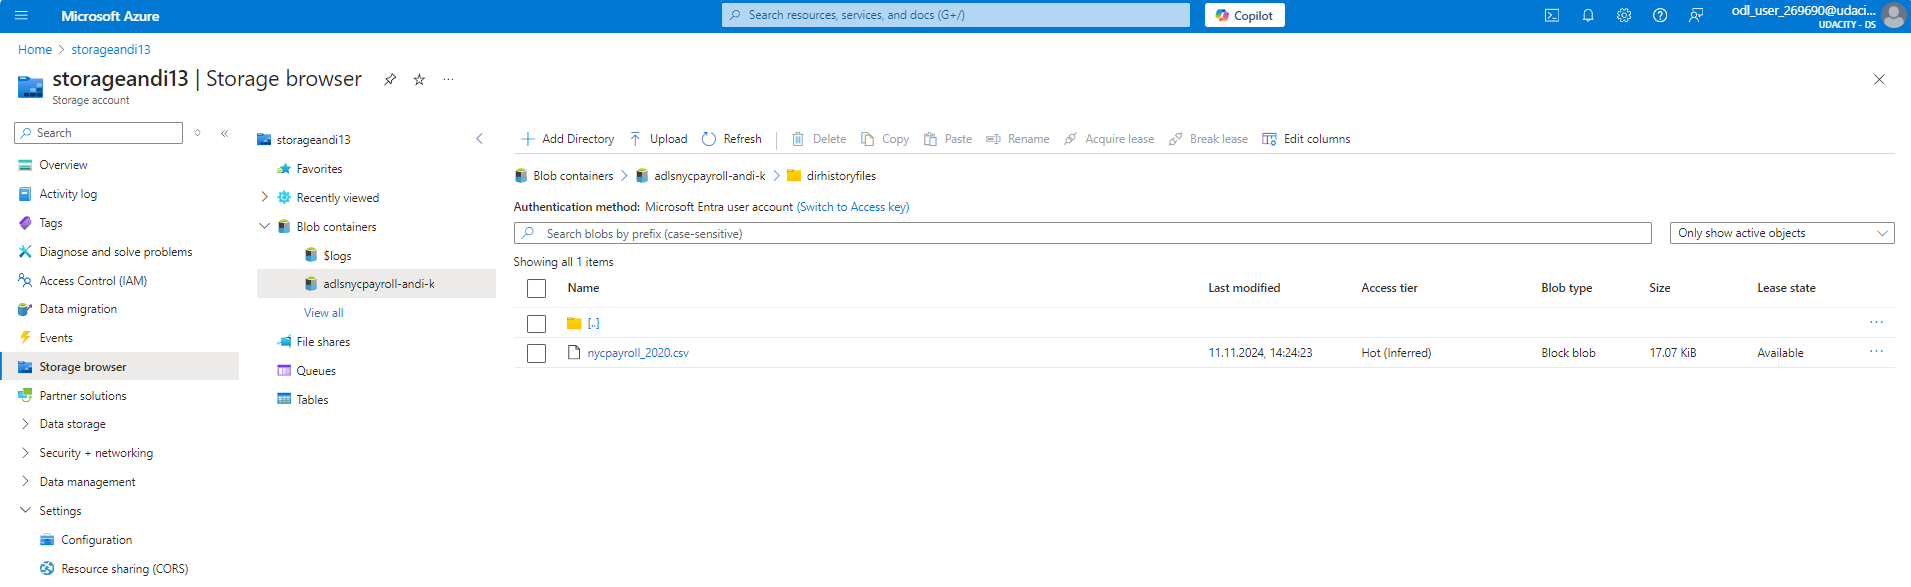 Microsoft Azure
Search resources, services, and docs (G+/)
Copilot
odl_user_269690@udaci...
UDACITY - DS
Home > storageandi13
storageandi13 | Storage browser
Storage account
Search
Overview
Activity log
Tags
Diagnose and solve problems
Access Control (IAM)
Data migration
Events
Storage browser
Partner solutions
Data storage
Security + networking
Data management
Settings
Configuration
Resource sharing (CORS)
storageandi13
Favorites
Recently viewed
Blob containers
$logs
adlsnycpayroll-andi-k
View all
File shares
Queues
Tables
Add Directory Upload Refresh Delete Copy Paste Rename Acquire lease Break lease Edit columns
Blob containers > adlsnycpayroll-andi-k > dirhistoryfiles
Authentication method: Microsoft Entra user account (Switch to Access key)
Search blobs by prefix (case-sensitive)
Only show active objects
Showing all 1 items
Name Last modified Access tier Blob type Size Lease state
[..]
nycpayroll_2020.csv 11.11.2024, 14:24:23 Hot (Inferred) Block blob 17.07 KiB Available